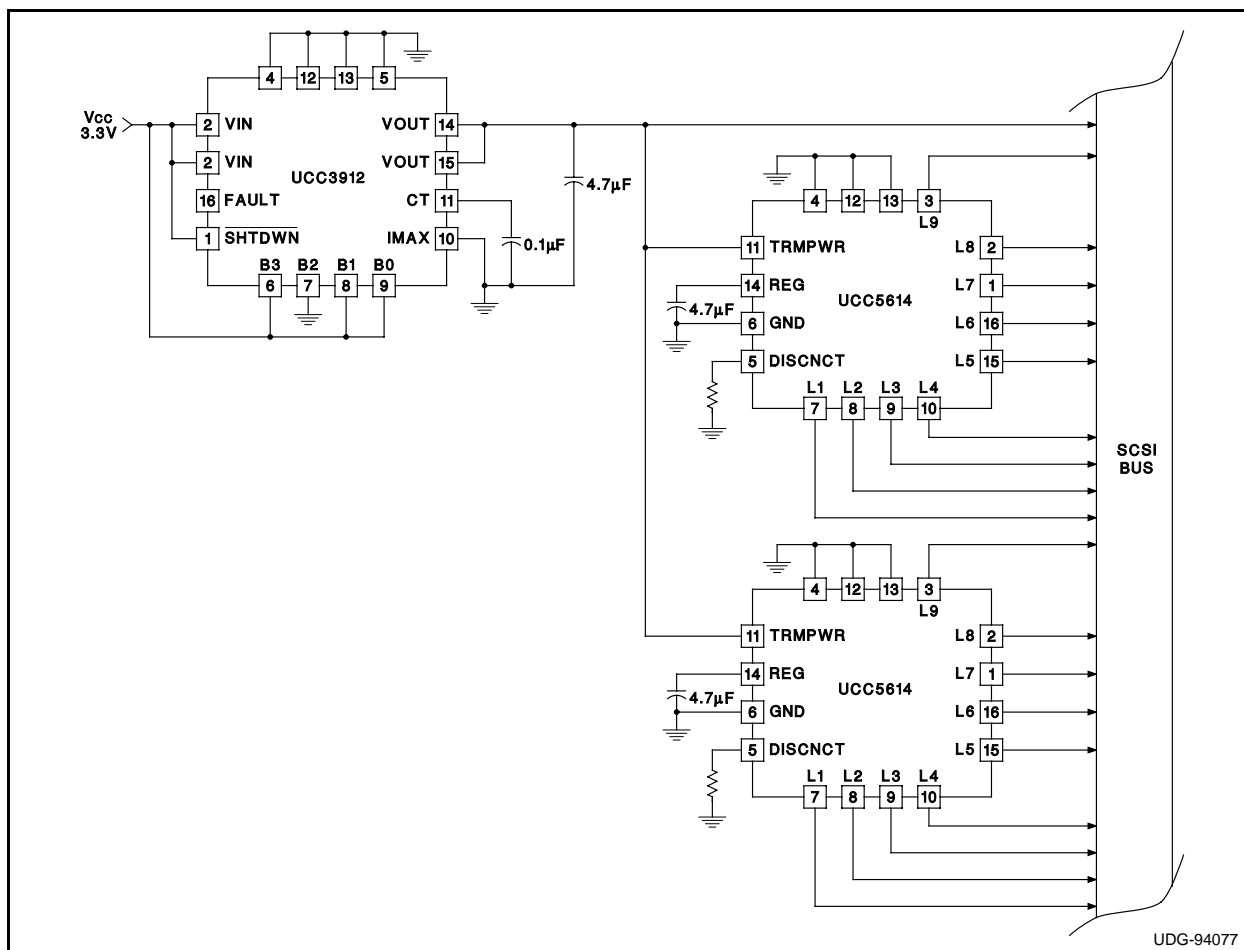 4 12 13 5
Vcc
3.3V
2 VIN
VOUT 14
2 VIN
VOUT 15
UCC3912
16 FAULT
CT 11
1 SHTDWN
IMAX 10
B3 B2 B1 B0
6 7 8 9
0.1µF
4.7µF
4 12 13 3
L9
11 TRMPWR
L8 2
14 REG
L7 1
UCC5614
4.7µF
6 GND
L6 16
5 DISCNCT
L5 15
L1 L2 L3 L4
7 8 9 10
SCSI
BUS
4 12 13 3
L9
11 TRMPWR
L8 2
14 REG
L7 1
UCC5614
4.7µF
6 GND
L6 16
5 DISCNCT
L5 15
L1 L2 L3 L4
7 8 9 10
UDG-94077